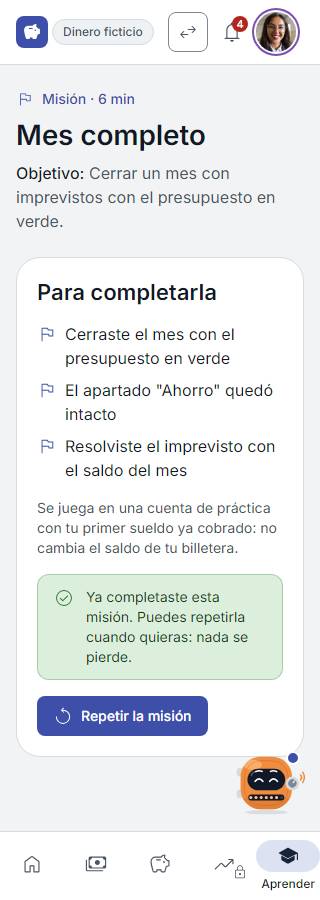 Dinero ficticio
4
Misión · 6 min
Mes completo
Objetivo: Cerrar un mes con
imprevistos con el presupuesto en
verde.
Para completarla
Cerraste el mes con el
presupuesto en verde
El apartado "Ahorro" quedó
intacto
Resolviste el imprevisto con
el saldo del mes
Se juega en una cuenta de práctica
con tu primer sueldo ya cobrado: no
cambia el saldo de tu billetera.
Ya completaste esta
misión. Puedes repetirla
cuando quieras: nada se
pierde.
Repetir la misión
Aprender